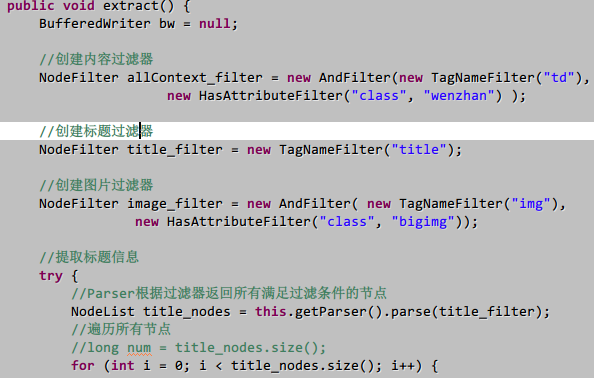 public void extract() {
BufferedWriter bw = null;
//创建内容过滤器
NodeFilter allContext_filter = new AndFilter(new TagNameFilter("td"),
new HasAttributeFilter("class", "wenzhan") );
//创建标题过滤器
NodeFilter title_filter = new TagNameFilter("title");
//创建图片过滤器
NodeFilter image_filter = new AndFilter( new TagNameFilter("img"),
new HasAttributeFilter("class", "bigimg"));
//提取标题信息
try {
//Parser根据过滤器返回所有满足过滤条件的节点
NodeList title_nodes = this.getParser().parse(title_filter);
//遍历所有节点
//long num = title_nodes.size();
for (int i = 0; i < title_nodes.size(); i++) {